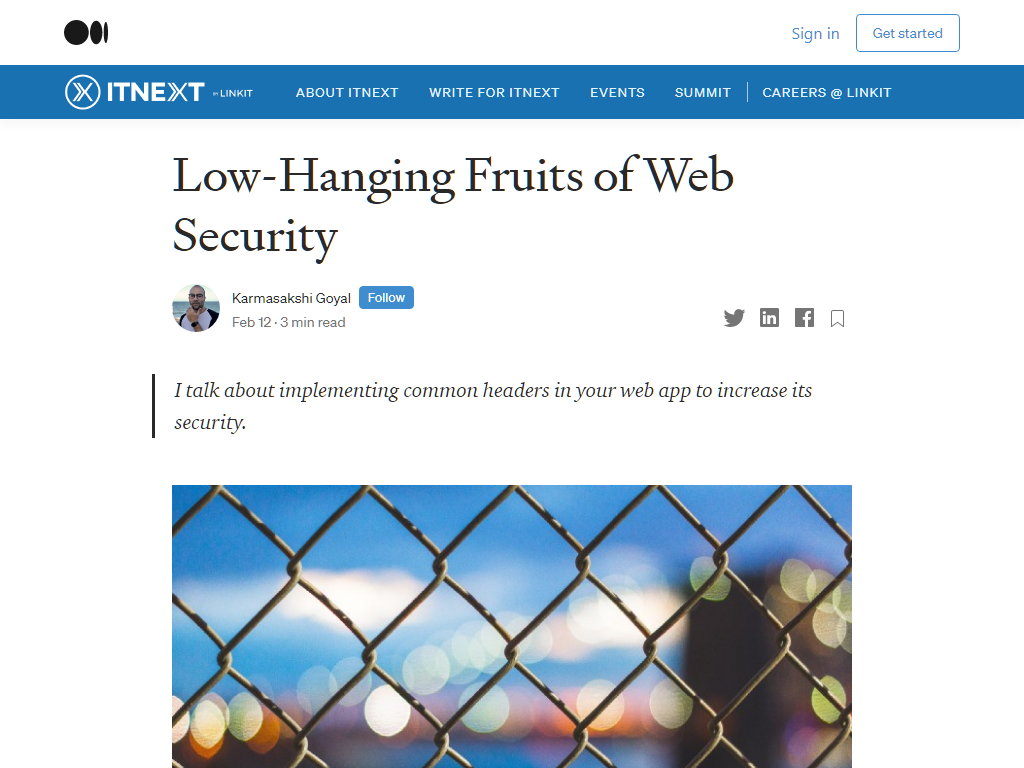 Sign in
Get started
ITNEXT BY LINKIT
ABOUT ITNEXT
WRITE FOR ITNEXT
EVENTS
SUMMIT
CAREERS @ LINKIT
Low-Hanging Fruits of Web
Security
Karmasakshi Goyal
Follow
Feb 12 · 3 min read
I talk about implementing common headers in your web app to increase its
security.